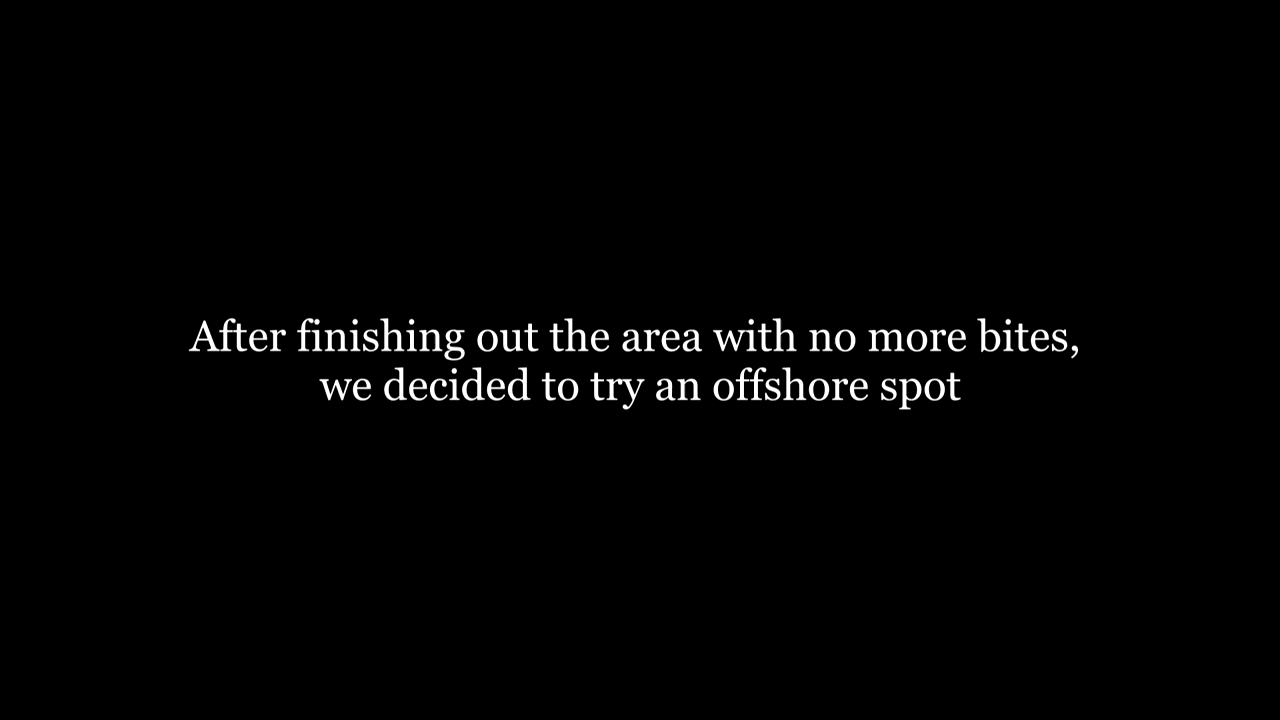 After finishing out the area with no more bites,
we decided to try an offshore spot